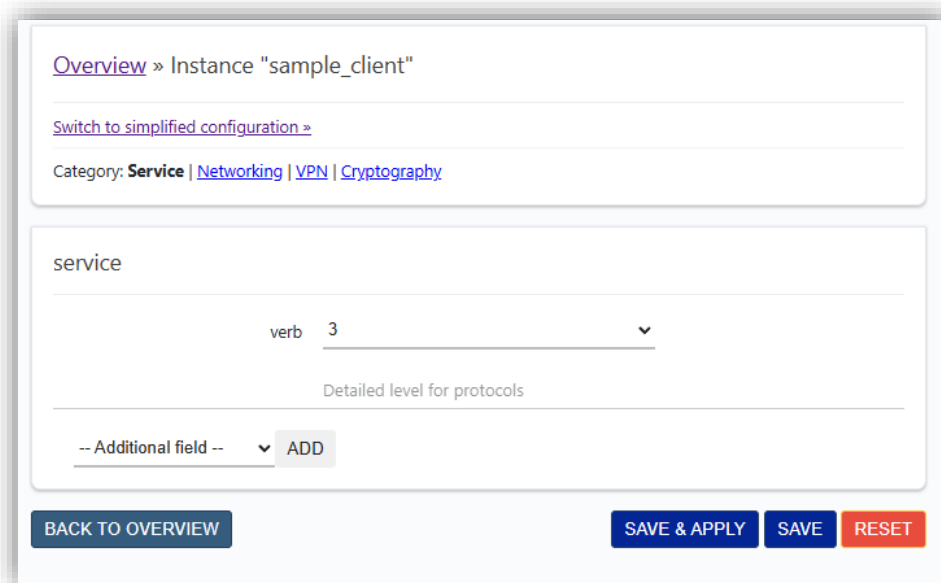 Overview » Instance "sample_client"
Switch to simplified configuration »
Category: Service | Networking | VPN | Cryptography
service
verb 3
Detailed level for protocols
-- Additional field -- ADD
BACK TO OVERVIEW SAVE & APPLY SAVE RESET